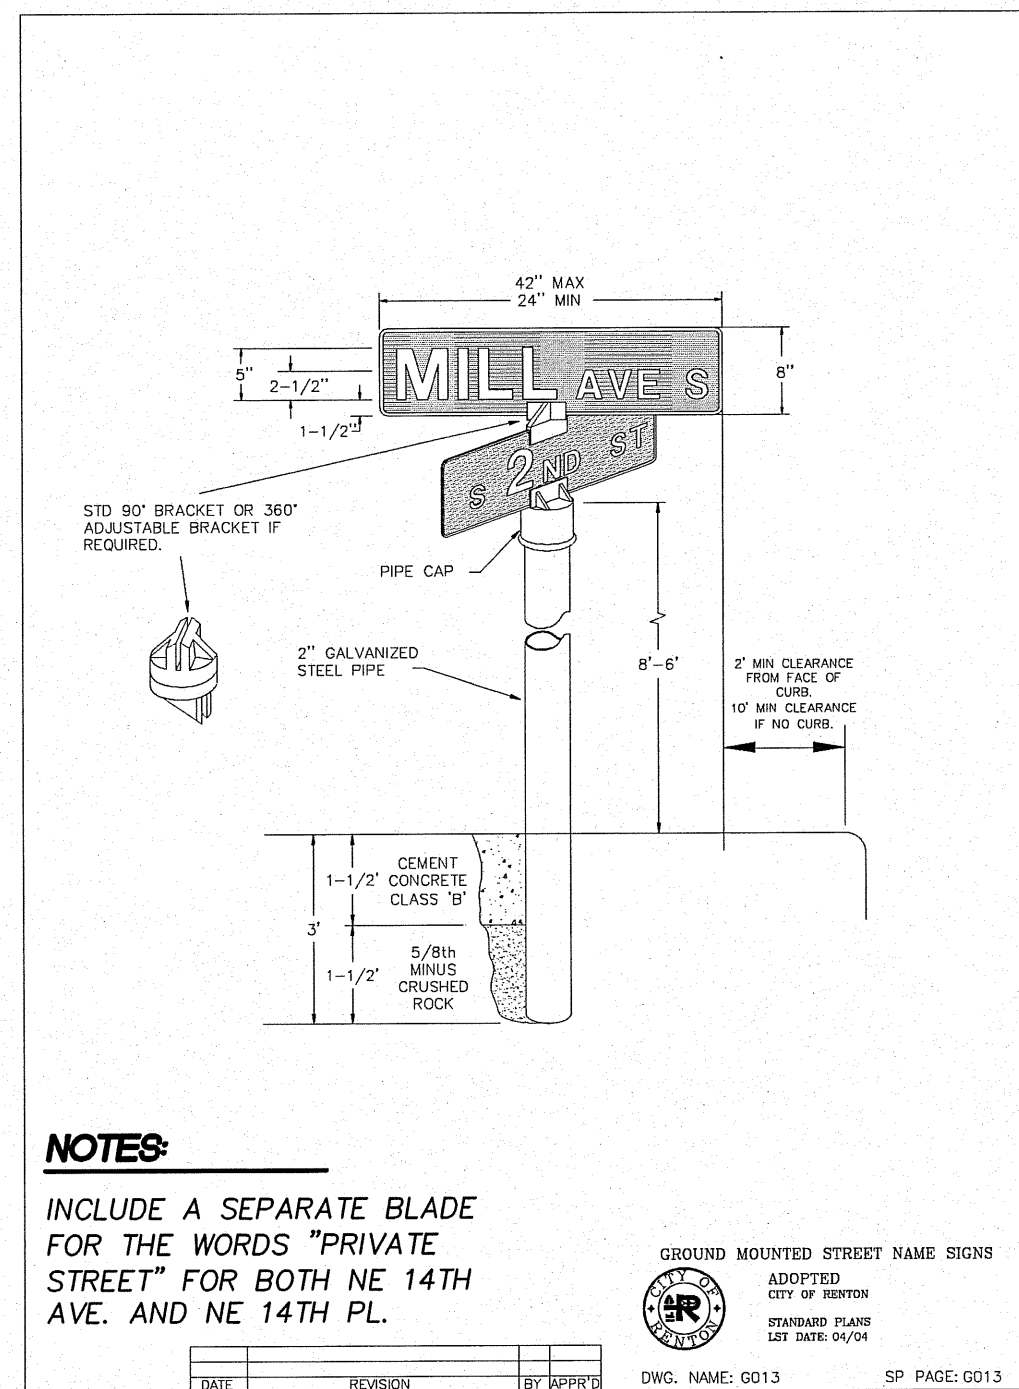 42" MAX
24" MIN
MILL AVE S
5"
2-1/2"
1-1/2"
8"
S 2ND ST
STD 90° BRACKET OR 360°
ADJUSTABLE BRACKET IF
REQUIRED.
PIPE CAP
2" GALVANIZED
STEEL PIPE
8'-6'
2' MIN CLEARANCE
FROM FACE OF
CURB.
10' MIN CLEARANCE
IF NO CURB.
1-1/2'
CEMENT
CONCRETE
CLASS 'B'
3'
1-1/2'
5/8th
MINUS
CRUSHED
ROCK
NOTES:
INCLUDE A SEPARATE BLADE
FOR THE WORDS "PRIVATE
STREET" FOR BOTH NE 14TH
AVE. AND NE 14TH PL.
GROUND MOUNTED STREET NAME SIGNS
CITY OF RENTON
ADOPTED
CITY OF RENTON
STANDARD PLANS
LST DATE: 04/04
DATE REVISION BY APPR'D
DWG. NAME: G013 SP PAGE: G013